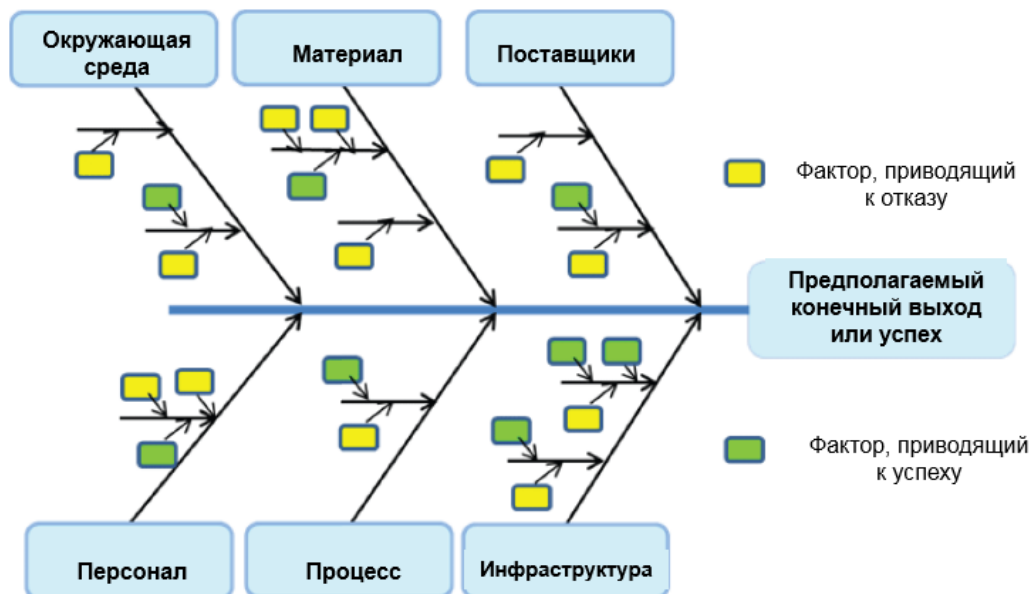 Окружающая
среда
Материал
Поставщики
Фактор, приводящий
к отказу
Предполагаемый
конечный выход
или успех
Фактор, приводящий
к успеху
Персонал
Процесс
Инфраструктура